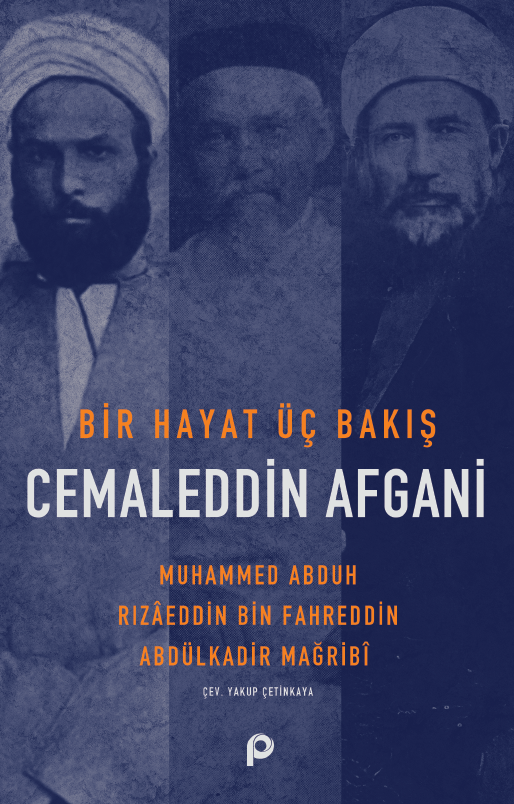 BİR HAYAT ÜÇ BAKIŞ
CEMALEDDİN AFGANİ
MUHAMMED ABDUH
RIZÂEDDİN BİN FAHREDDİN
ABDÜLKADİR MAĞRİBÎ
ÇEV. YAKUP ÇETİNKAYA